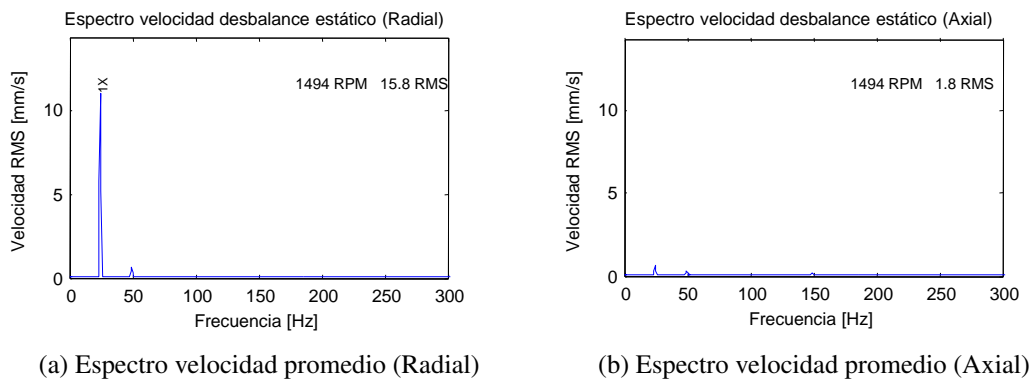 Espectro velocidad desbalance estático (Radial)
Velocidad RMS [mm/s]
10
5
0
1X
1494 RPM 15.8 RMS
0 50 100 150 200 250 300
Frecuencia [Hz]
(a) Espectro velocidad promedio (Radial)
Espectro velocidad desbalance estático (Axial)
Velocidad RMS [mm/s]
10
5
0
1494 RPM 1.8 RMS
0 50 100 150 200 250 300
Frecuencia [Hz]
(b) Espectro velocidad promedio (Axial)